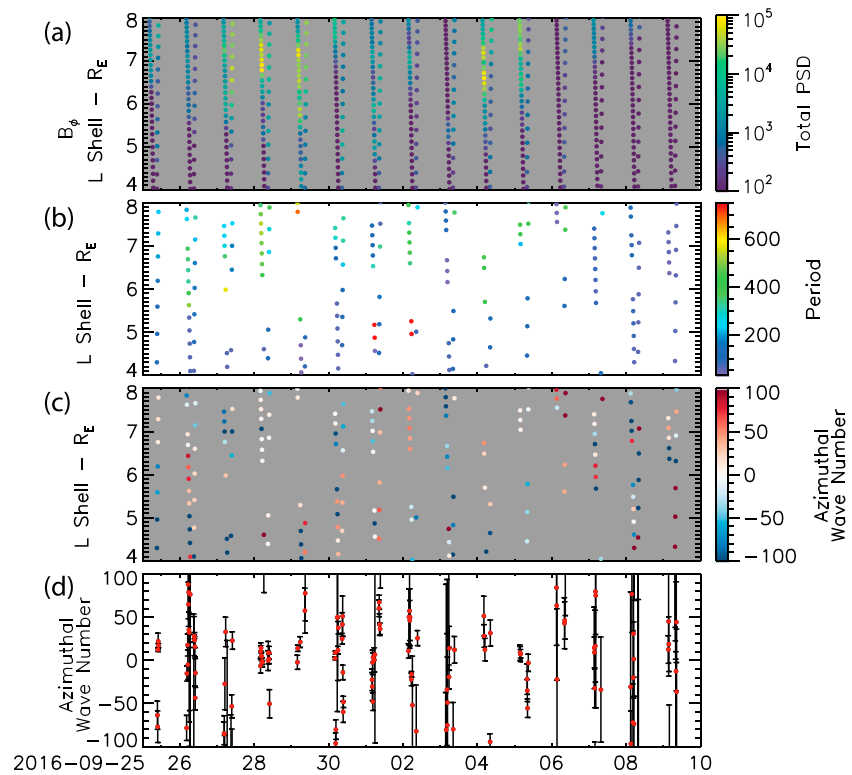 (a)
8
7
6
5
4
B_φ
L Shell − R_E
10^5
10^4
10^3
10^2
Total PSD
(b)
8
7
6
5
4
L Shell − R_E
600
400
200
Period
(c)
8
7
6
5
4
L Shell − R_E
100
50
0
−50
−100
Azimuthal
Wave Number
(d)
100
50
0
−50
−100
Azimuthal
Wave Number
2016−09−25 26 28 30 02 04 06 08 10